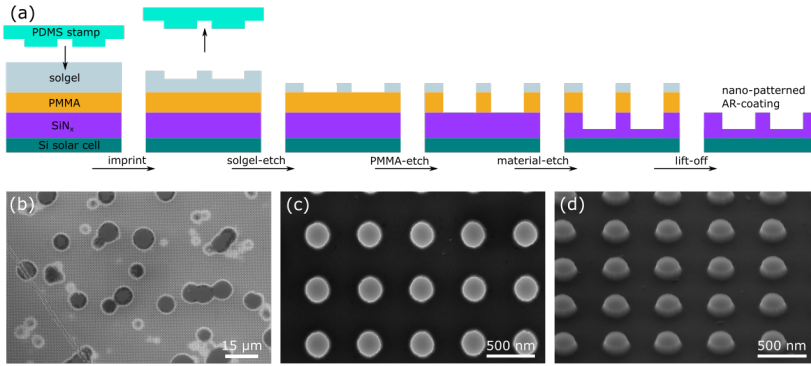 (a)
PDMS stamp
solgel
PMMA
SiNx
Si solar cell
nano-patterned
AR-coating
imprint
solgel-etch
PMMA-etch
material-etch
lift-off
(b)
15 µm
(c)
500 nm
(d)
500 nm